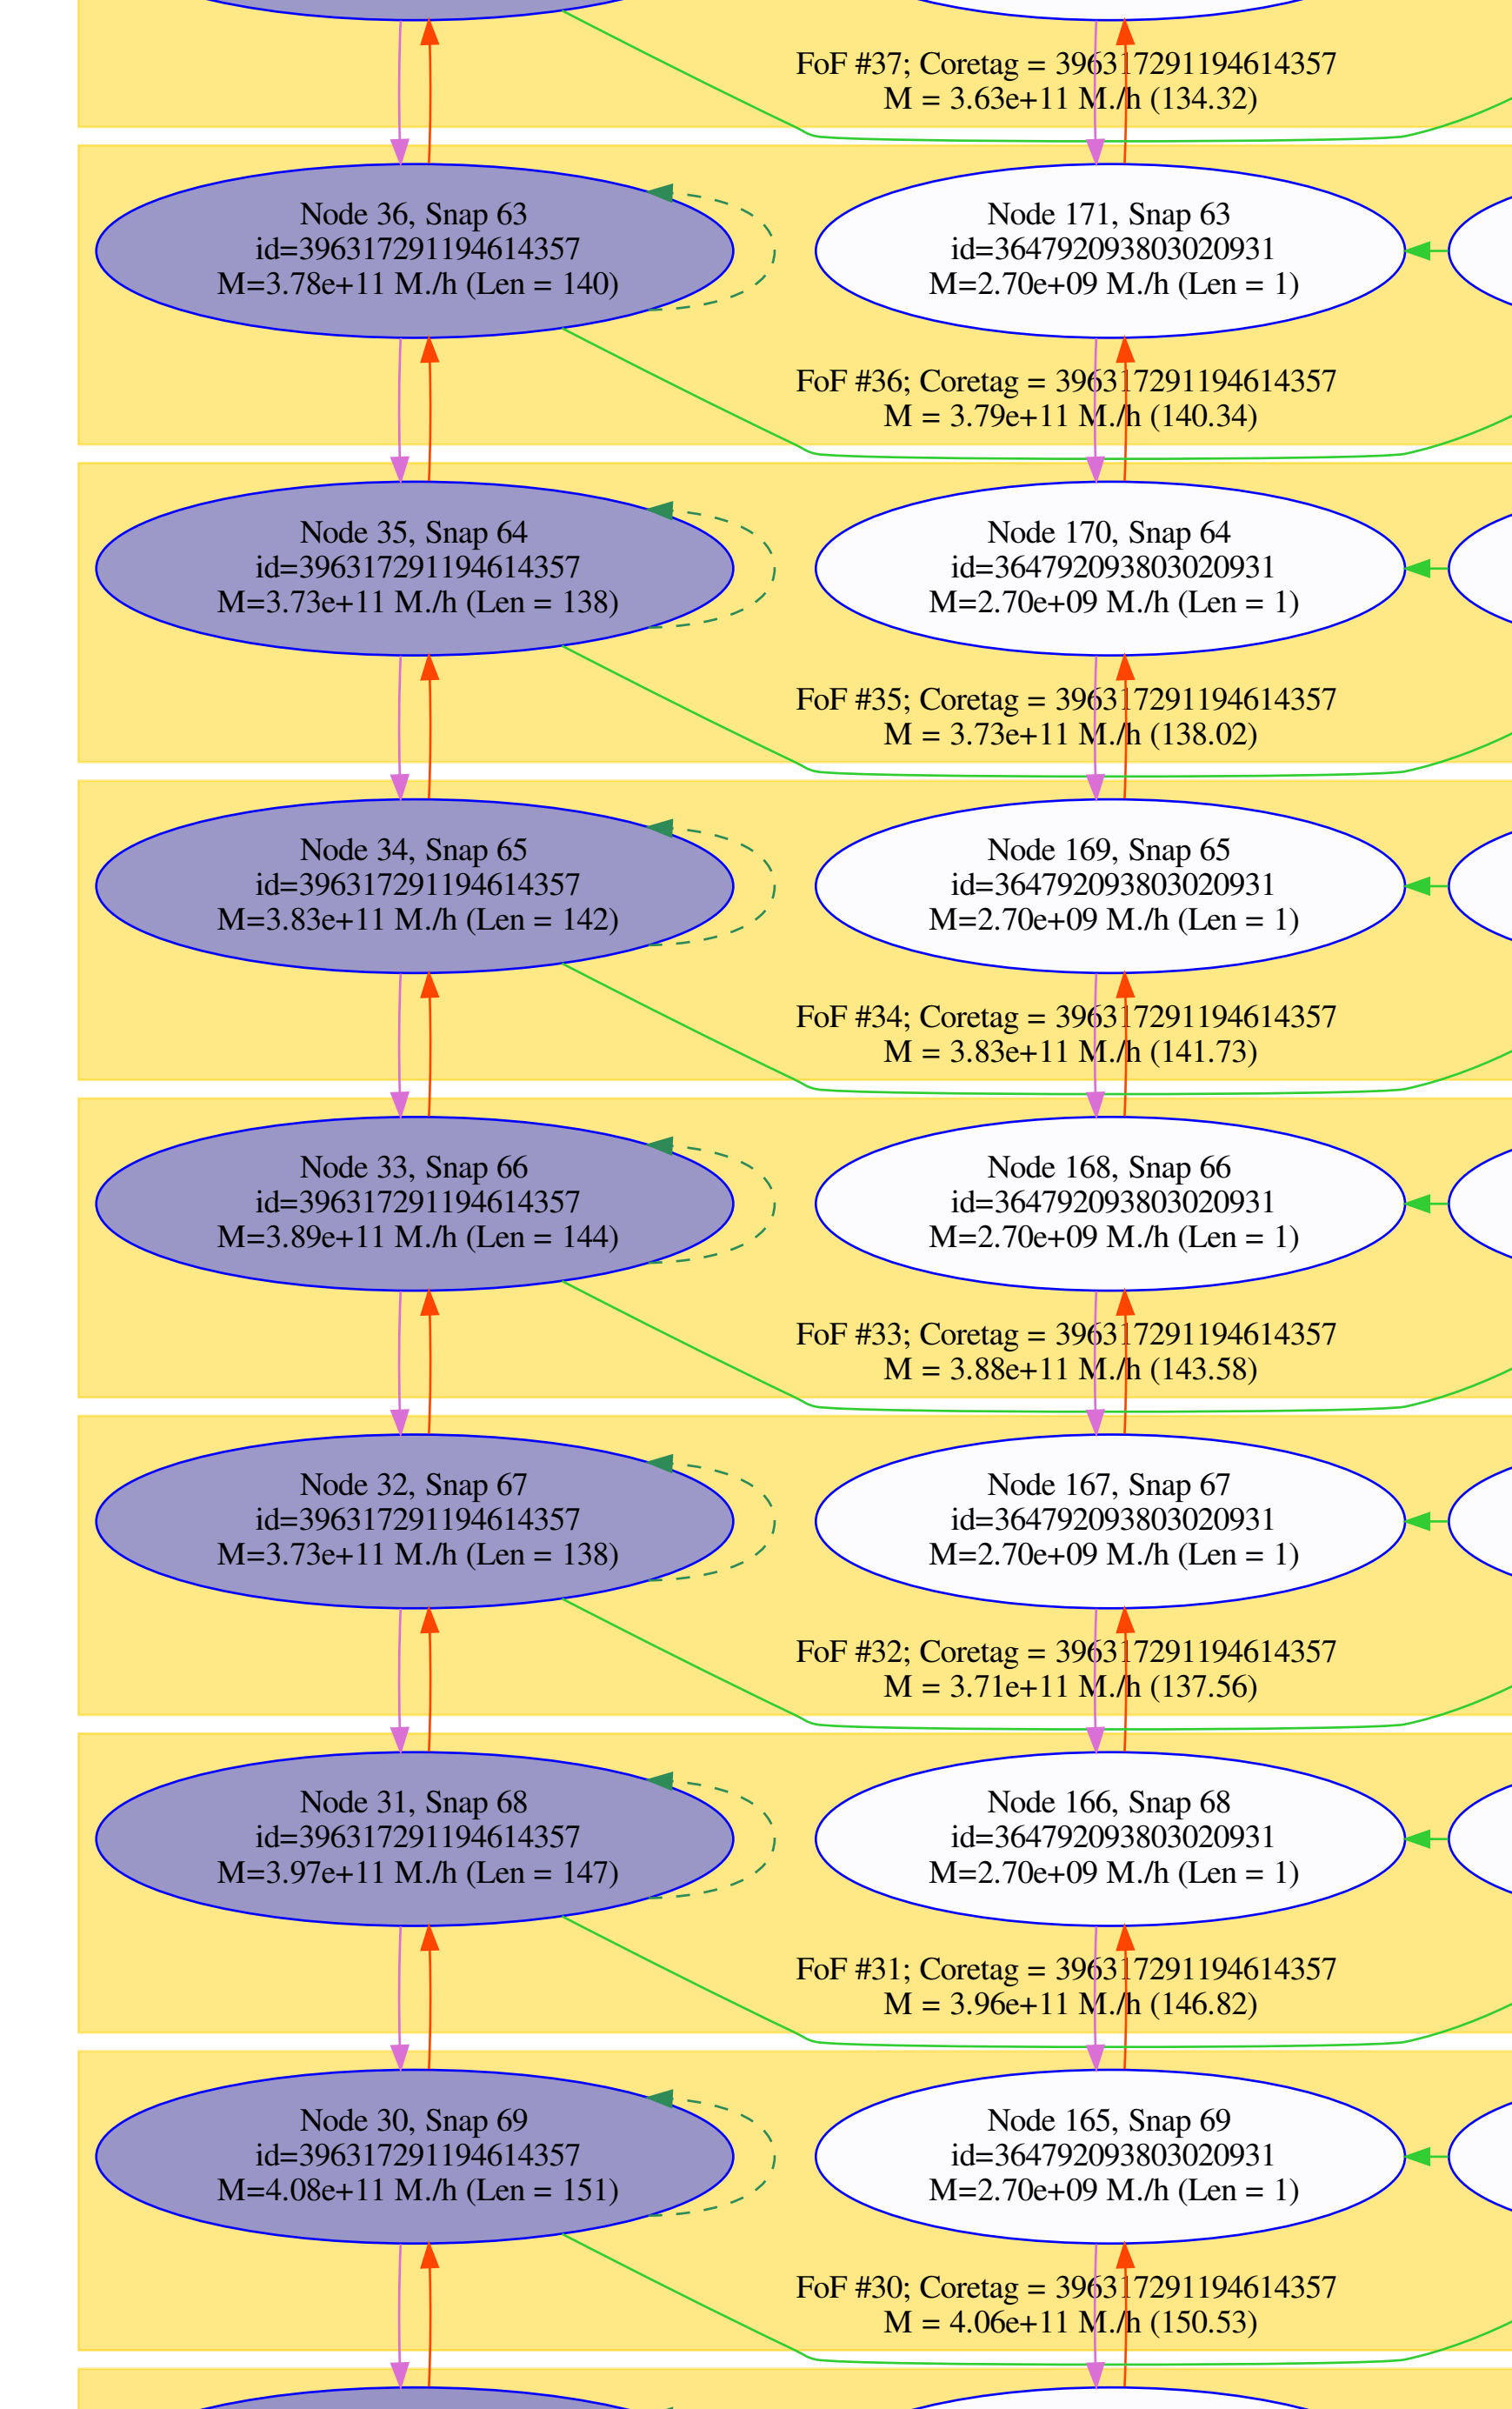 FoF #37; Coretag = 396317291194614357
M = 3.63e+11 M./h (134.32)
Node 36, Snap 63
id=396317291194614357
M=3.78e+11 M./h (Len = 140)
Node 171, Snap 63
id=364792093803020931
M=2.70e+09 M./h (Len = 1)
FoF #36; Coretag = 396317291194614357
M = 3.79e+11 M./h (140.34)
Node 35, Snap 64
id=396317291194614357
M=3.73e+11 M./h (Len = 138)
Node 170, Snap 64
id=364792093803020931
M=2.70e+09 M./h (Len = 1)
FoF #35; Coretag = 396317291194614357
M = 3.73e+11 M./h (138.02)
Node 34, Snap 65
id=396317291194614357
M=3.83e+11 M./h (Len = 142)
Node 169, Snap 65
id=364792093803020931
M=2.70e+09 M./h (Len = 1)
FoF #34; Coretag = 396317291194614357
M = 3.83e+11 M./h (141.73)
Node 33, Snap 66
id=396317291194614357
M=3.89e+11 M./h (Len = 144)
Node 168, Snap 66
id=364792093803020931
M=2.70e+09 M./h (Len = 1)
FoF #33; Coretag = 396317291194614357
M = 3.88e+11 M./h (143.58)
Node 32, Snap 67
id=396317291194614357
M=3.73e+11 M./h (Len = 138)
Node 167, Snap 67
id=364792093803020931
M=2.70e+09 M./h (Len = 1)
FoF #32; Coretag = 396317291194614357
M = 3.71e+11 M./h (137.56)
Node 31, Snap 68
id=396317291194614357
M=3.97e+11 M./h (Len = 147)
Node 166, Snap 68
id=364792093803020931
M=2.70e+09 M./h (Len = 1)
FoF #31; Coretag = 396317291194614357
M = 3.96e+11 M./h (146.82)
Node 30, Snap 69
id=396317291194614357
M=4.08e+11 M./h (Len = 151)
Node 165, Snap 69
id=364792093803020931
M=2.70e+09 M./h (Len = 1)
FoF #30; Coretag = 396317291194614357
M = 4.06e+11 M./h (150.53)